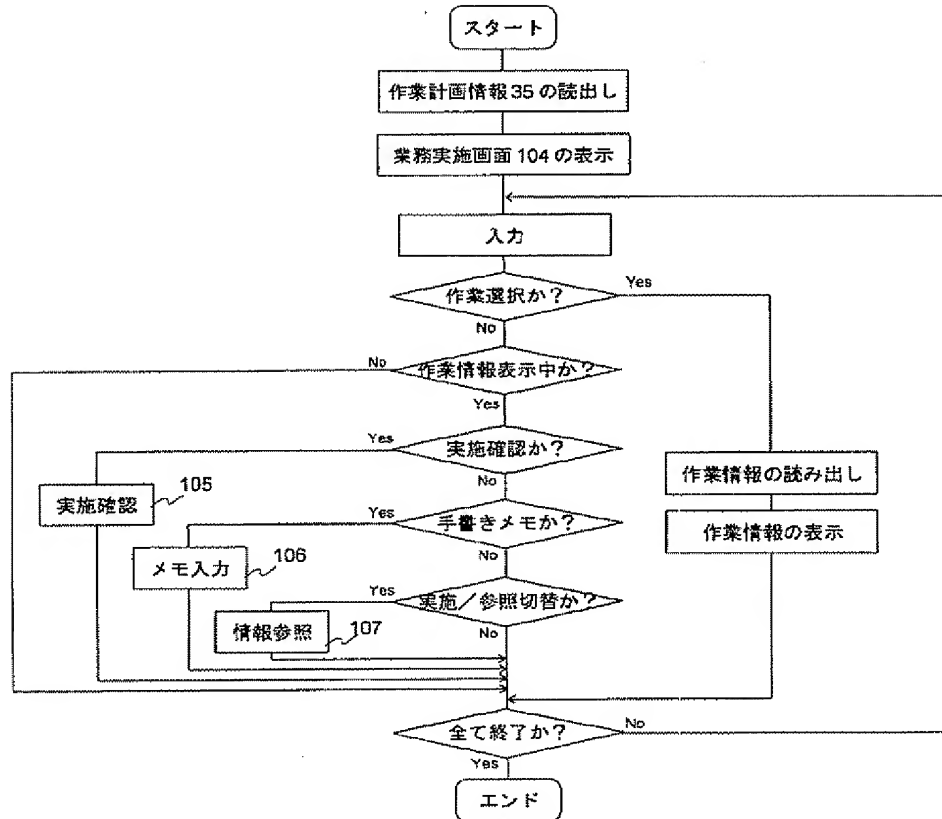 スタート
作業計画情報35の読出し
業務実施画面104の表示
入力
作業選択か?
Yes
No
No
作業情報表示中か?
Yes
Yes
実施確認か?
No
作業情報の読み出し
実施確認
105
Yes
手書きメモか?
作業情報の表示
No
メモ入力
106
Yes
実施/参照切替か?
情報参照
107
No
全て終了か?
No
Yes
エンド